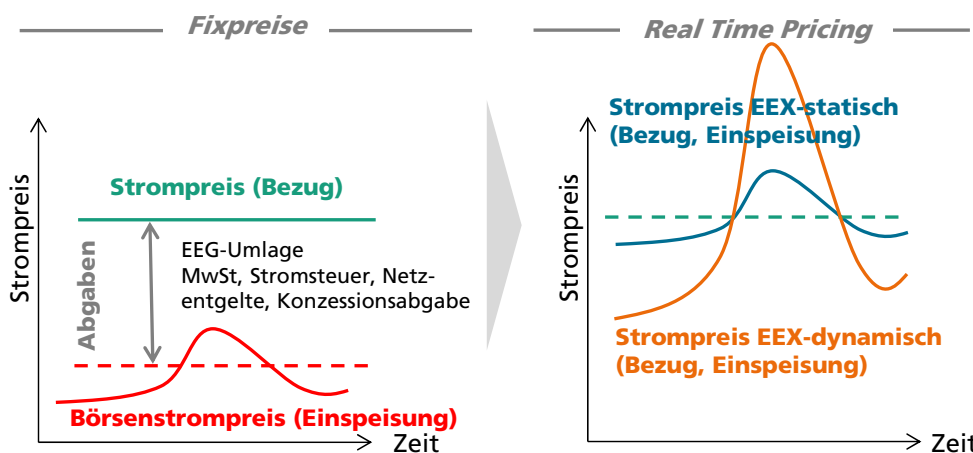 Fixpreise
Strompreis
Strompreis (Bezug)
Abgaben
EEG-Umlage
MwSt, Stromsteuer, Netz-
entgelte, Konzessionsabgabe
Börsenstrompreis (Einspeisung)
Zeit
Real Time Pricing
Strompreis
Strompreis EEX-statisch
(Bezug, Einspeisung)
Strompreis EEX-dynamisch
(Bezug, Einspeisung)
Zeit